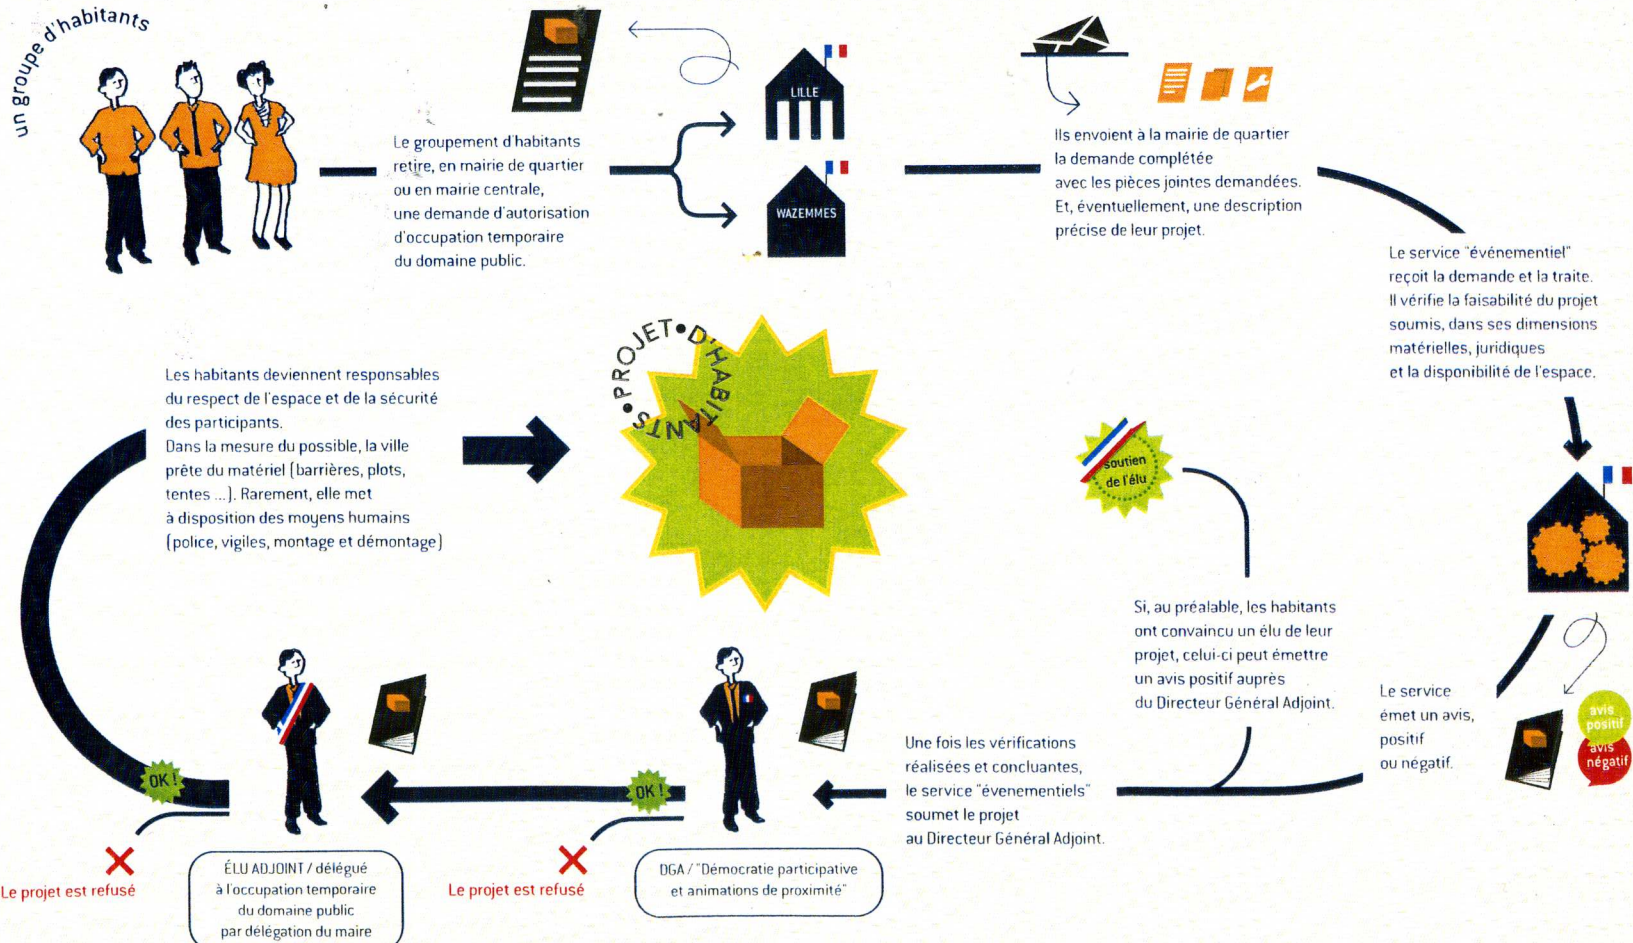 un groupe d'habitants
Le groupement d'habitants
retire, en mairie de quartier
ou en mairie centrale,
une demande d'autorisation
d'occupation temporaire
du domaine public.
LILLE
WAZEMMES
Ils envoient à la mairie de quartier
la demande complétée
avec les pièces jointes demandées.
Et, éventuellement, une description
précise de leur projet.
Le service "événementiel"
reçoit la demande et la traite.
Il vérifie la faisabilité du projet
soumis, dans ses dimensions
matérielles, juridiques
et la disponibilité de l'espace.
Le service
émet un avis,
positif
ou négatif.
avis
positif
avis
négatif
soutien
de l'élu
Si, au préalable, les habitants
ont convaincu un élu de leur
projet, celui-ci peut émettre
un avis positif auprès
du Directeur Général Adjoint.
Une fois les vérifications
réalisées et concluantes,
le service "évenementiels"
soumet le projet
au Directeur Général Adjoint.
DGA / "Démocratie participative
et animations de proximité"
OK !
Le projet est refusé
ÉLU ADJOINT / délégué
à l'occupation temporaire
du domaine public
par délégation du maire
OK !
Le projet est refusé
Les habitants deviennent responsables
du respect de l'espace et de la sécurité
des participants.
Dans la mesure du possible, la ville
prête du matériel (barrières, plots,
tentes ...). Rarement, elle met
à disposition des moyens humains
(police, vigiles, montage et démontage)
•PROJET•D'HABITANTS